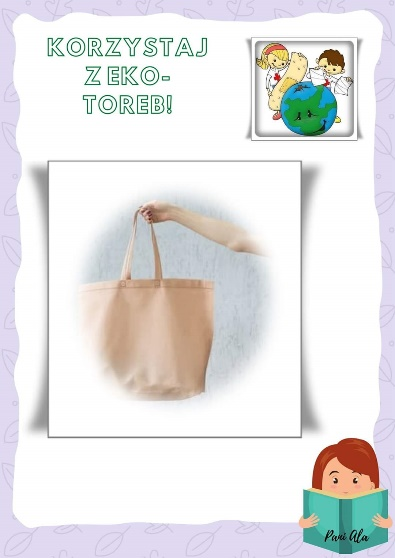 KORZYSTAJ
Z EKO-
TOREB!
Pani Ala